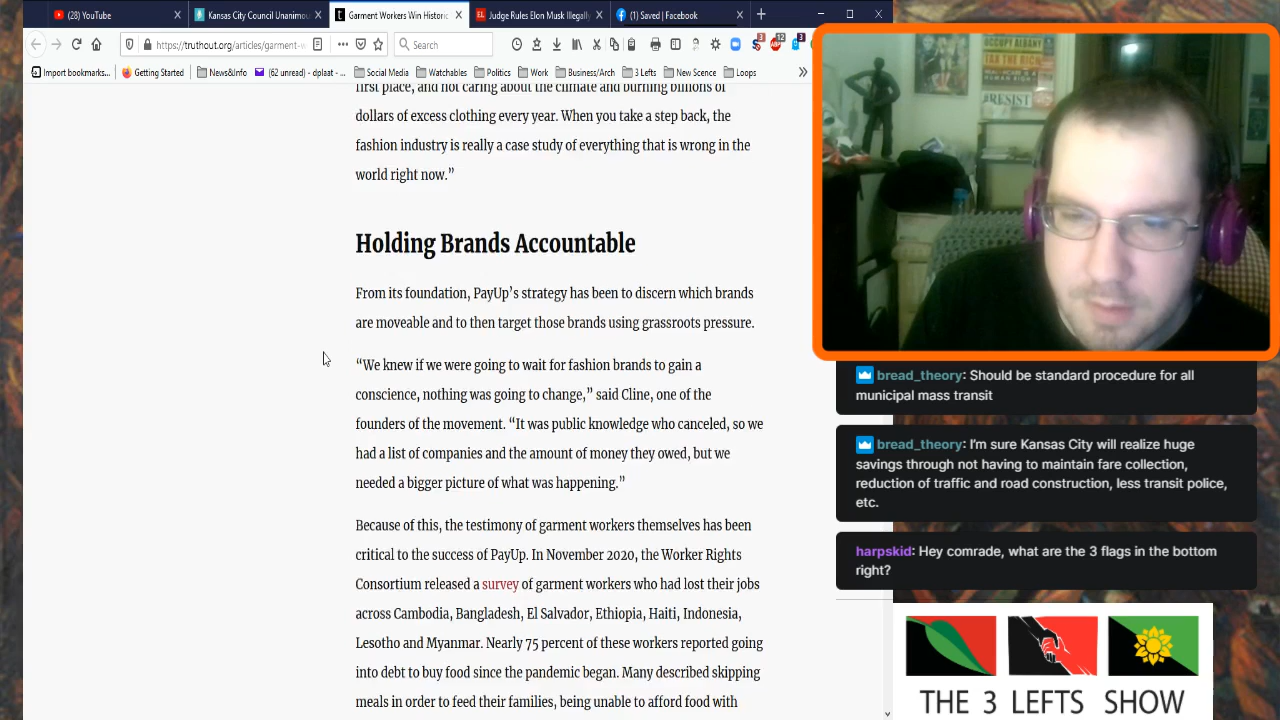 (28) YouTube
Kansas City Council Unanimou
Garment Workers Win Historic
Judge Rules Elon Musk Illegally
(1) Saved | Facebook
https://truthout.org/articles/garment-
Search
3
42
3
Import bookmarks...
Getting Started
News&Info
(62 unread) - dplaat - ...
Social Media
Watchables
Politics
Work
Business/Arch
3 Lefts
New Scence
Loops
first place, and not caring about the climate and burning billions of
dollars of excess clothing every year. When you take a step back, the
fashion industry is really a case study of everything that is wrong in the
world right now.”
Holding Brands Accountable
From its foundation, PayUp’s strategy has been to discern which brands
are moveable and to then target those brands using grassroots pressure.
“We knew if we were going to wait for fashion brands to gain a
conscience, nothing was going to change,” said Cline, one of the
founders of the movement. “It was public knowledge who canceled, so we
had a list of companies and the amount of money they owed, but we
needed a bigger picture of what was happening.”
Because of this, the testimony of garment workers themselves has been
critical to the success of PayUp. In November 2020, the Worker Rights
Consortium released a survey of garment workers who had lost their jobs
across Cambodia, Bangladesh, El Salvador, Ethiopia, Haiti, Indonesia,
Lesotho and Myanmar. Nearly 75 percent of these workers reported going
into debt to buy food since the pandemic began. Many described skipping
meals in order to feed their families, being unable to afford food with
OCCUPY ALBANY
TAX THE RICH
RESIST
bread_theory: Should be standard procedure for all
municipal mass transit
bread_theory: I’m sure Kansas City will realize huge
savings through not having to maintain fare collection,
reduction of traffic and road construction, less transit police,
etc.
harpskid: Hey comrade, what are the 3 flags in the bottom
right?
THE 3 LEFTS SHOW